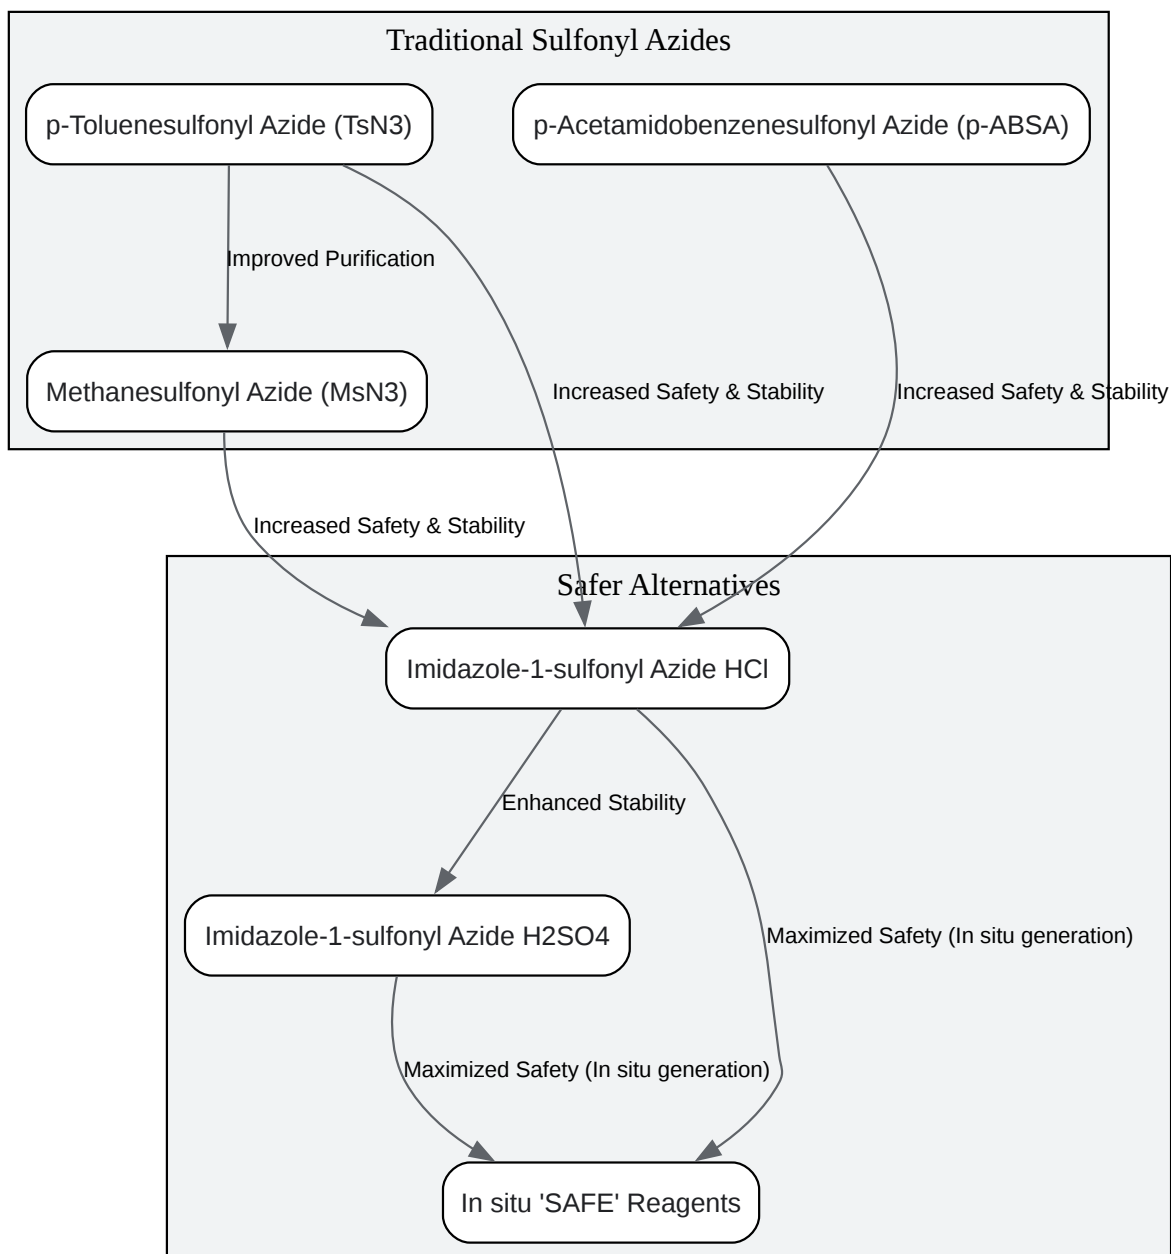 Traditional Sulfonyl Azides
p-Toluenesulfonyl Azide (TsN3)
p-Acetamidobenzenesulfonyl Azide (p-ABSA)
Improved Purification
Methanesulfonyl Azide (MsN3)
Increased Safety & Stability
Increased Safety & Stability
Increased Safety & Stability
Safer Alternatives
Imidazole-1-sulfonyl Azide HCl
Enhanced Stability
Imidazole-1-sulfonyl Azide H2SO4
Maximized Safety (In situ generation)
Maximized Safety (In situ generation)
In situ 'SAFE' Reagents